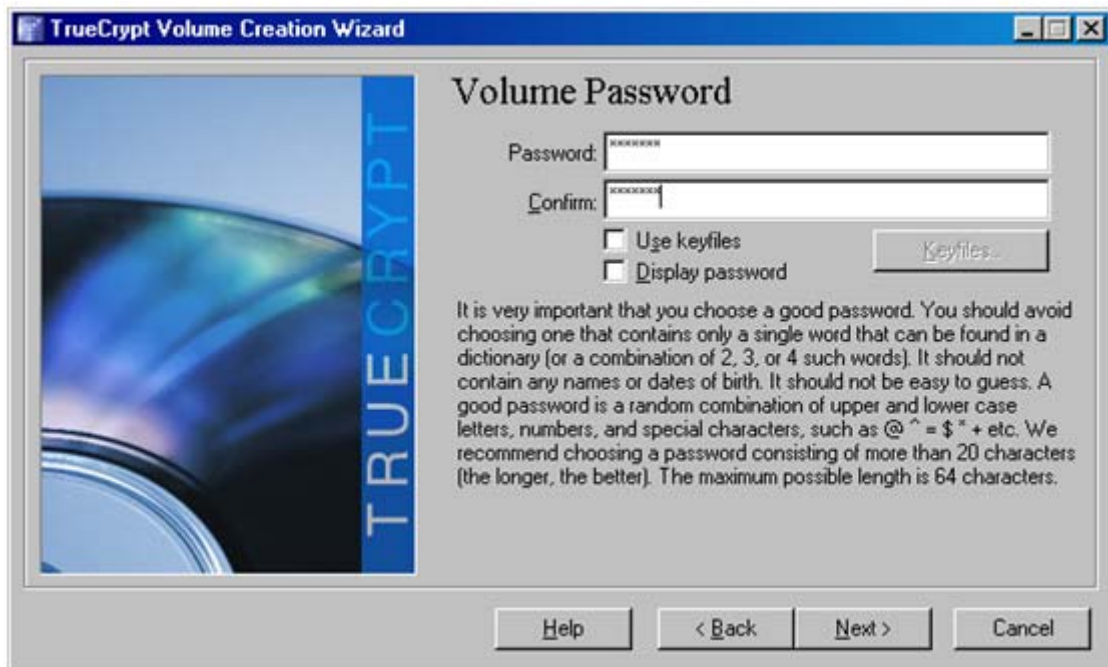 TrueCrypt Volume Creation Wizard
TRUECRYPT
Volume Password
Password: *******
Confirm: *******
Use keyfiles
Keyfiles...
Display password
It is very important that you choose a good password. You should avoid
choosing one that contains only a single word that can be found in a
dictionary (or a combination of 2, 3, or 4 such words). It should not
contain any names or dates of birth. It should not be easy to guess. A
good password is a random combination of upper and lower case
letters, numbers, and special characters, such as @ ^ = $ * + etc. We
recommend choosing a password consisting of more than 20 characters
(the longer, the better). The maximum possible length is 64 characters.
Help
< Back
Next >
Cancel